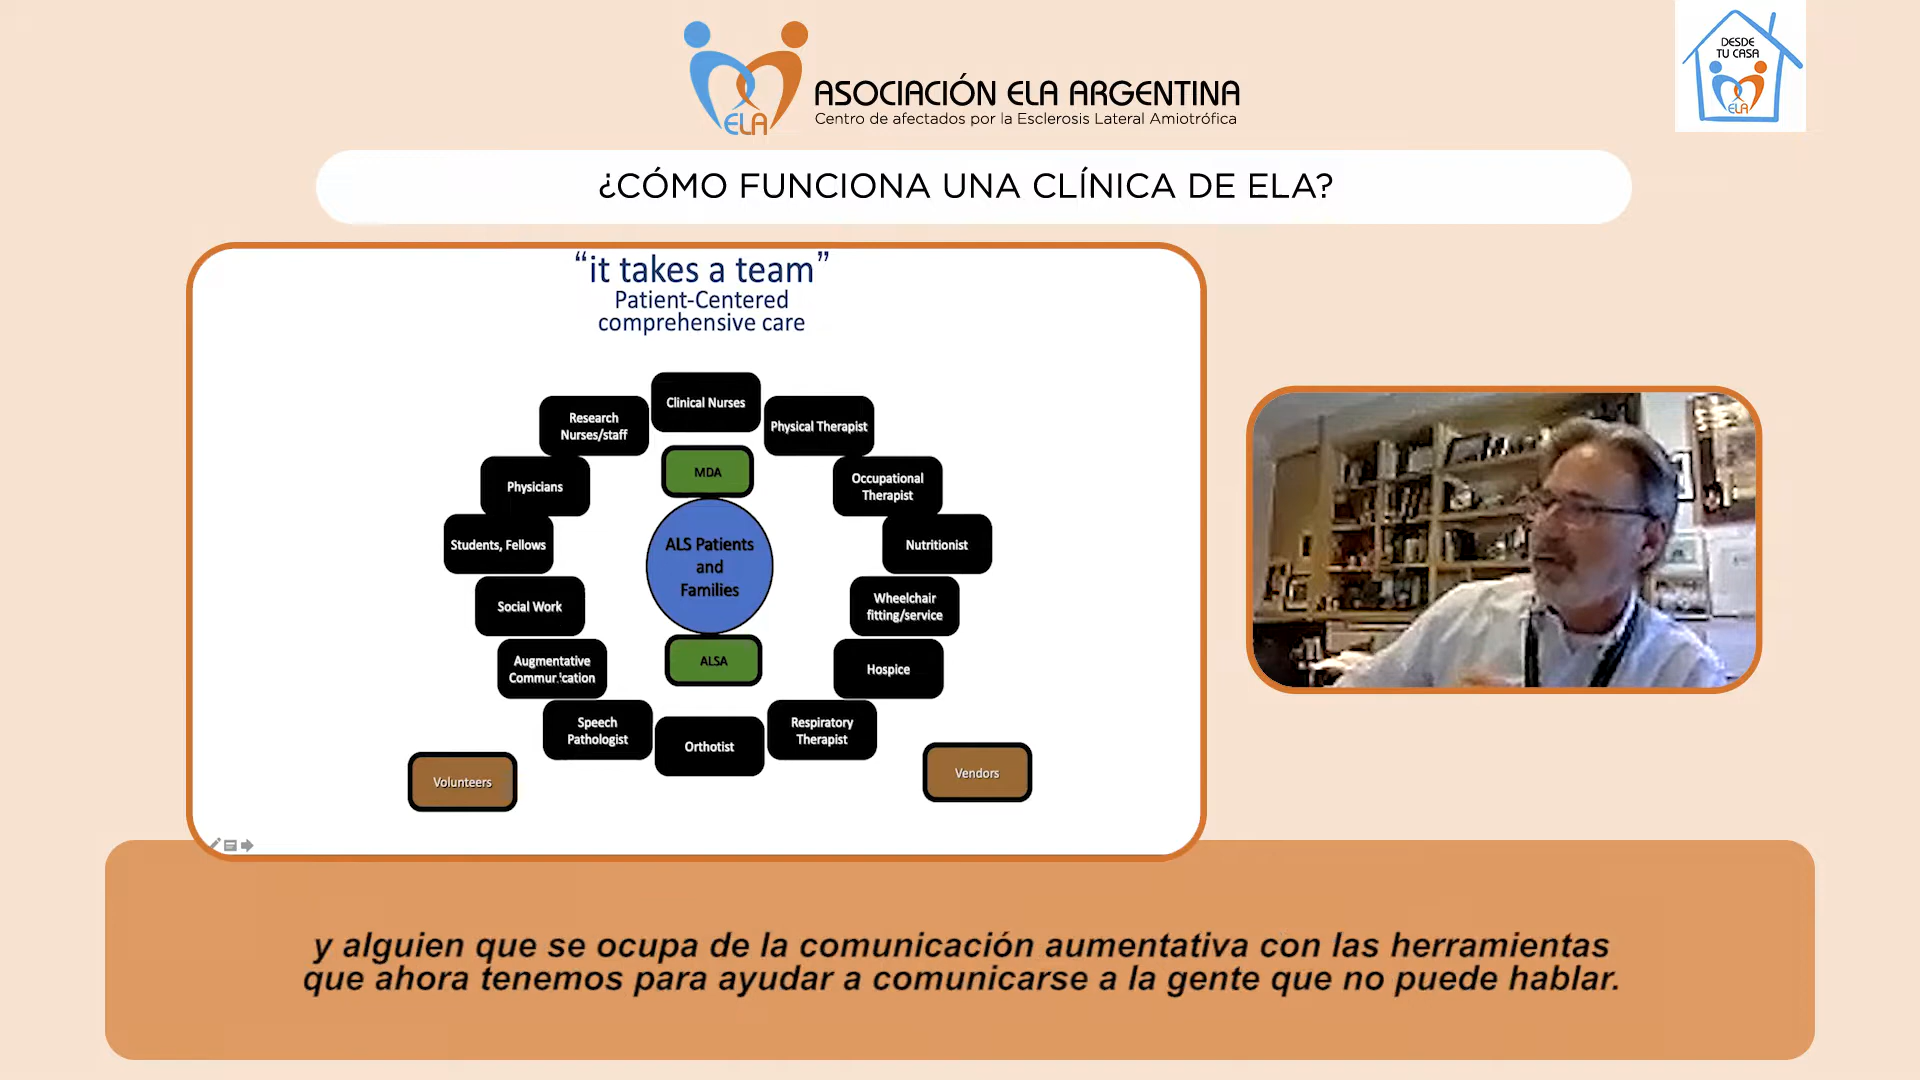 ELA
ASOCIACIÓN ELA ARGENTINA
Centro de afectados por la Esclerosis Lateral Amiotrófica
DESDE
TU CASA
ELA
¿CÓMO FUNCIONA UNA CLÍNICA DE ELA?
“it takes a team”
Patient-Centered
comprehensive care
Clinical Nurses
Research
Nurses/staff
Physical Therapist
MDA
Physicians
Occupational
Therapist
Students, Fellows
ALS Patients
and
Families
Nutritionist
Social Work
Wheelchair
fitting/service
Augmentative
Commur.'cation
ALSA
Hospice
Speech
Pathologist
Orthotist
Respiratory
Therapist
Volunteers
Vendors
y alguien que se ocupa de la comunicación aumentativa con las herramientas
que ahora tenemos para ayudar a comunicarse a la gente que no puede hablar.